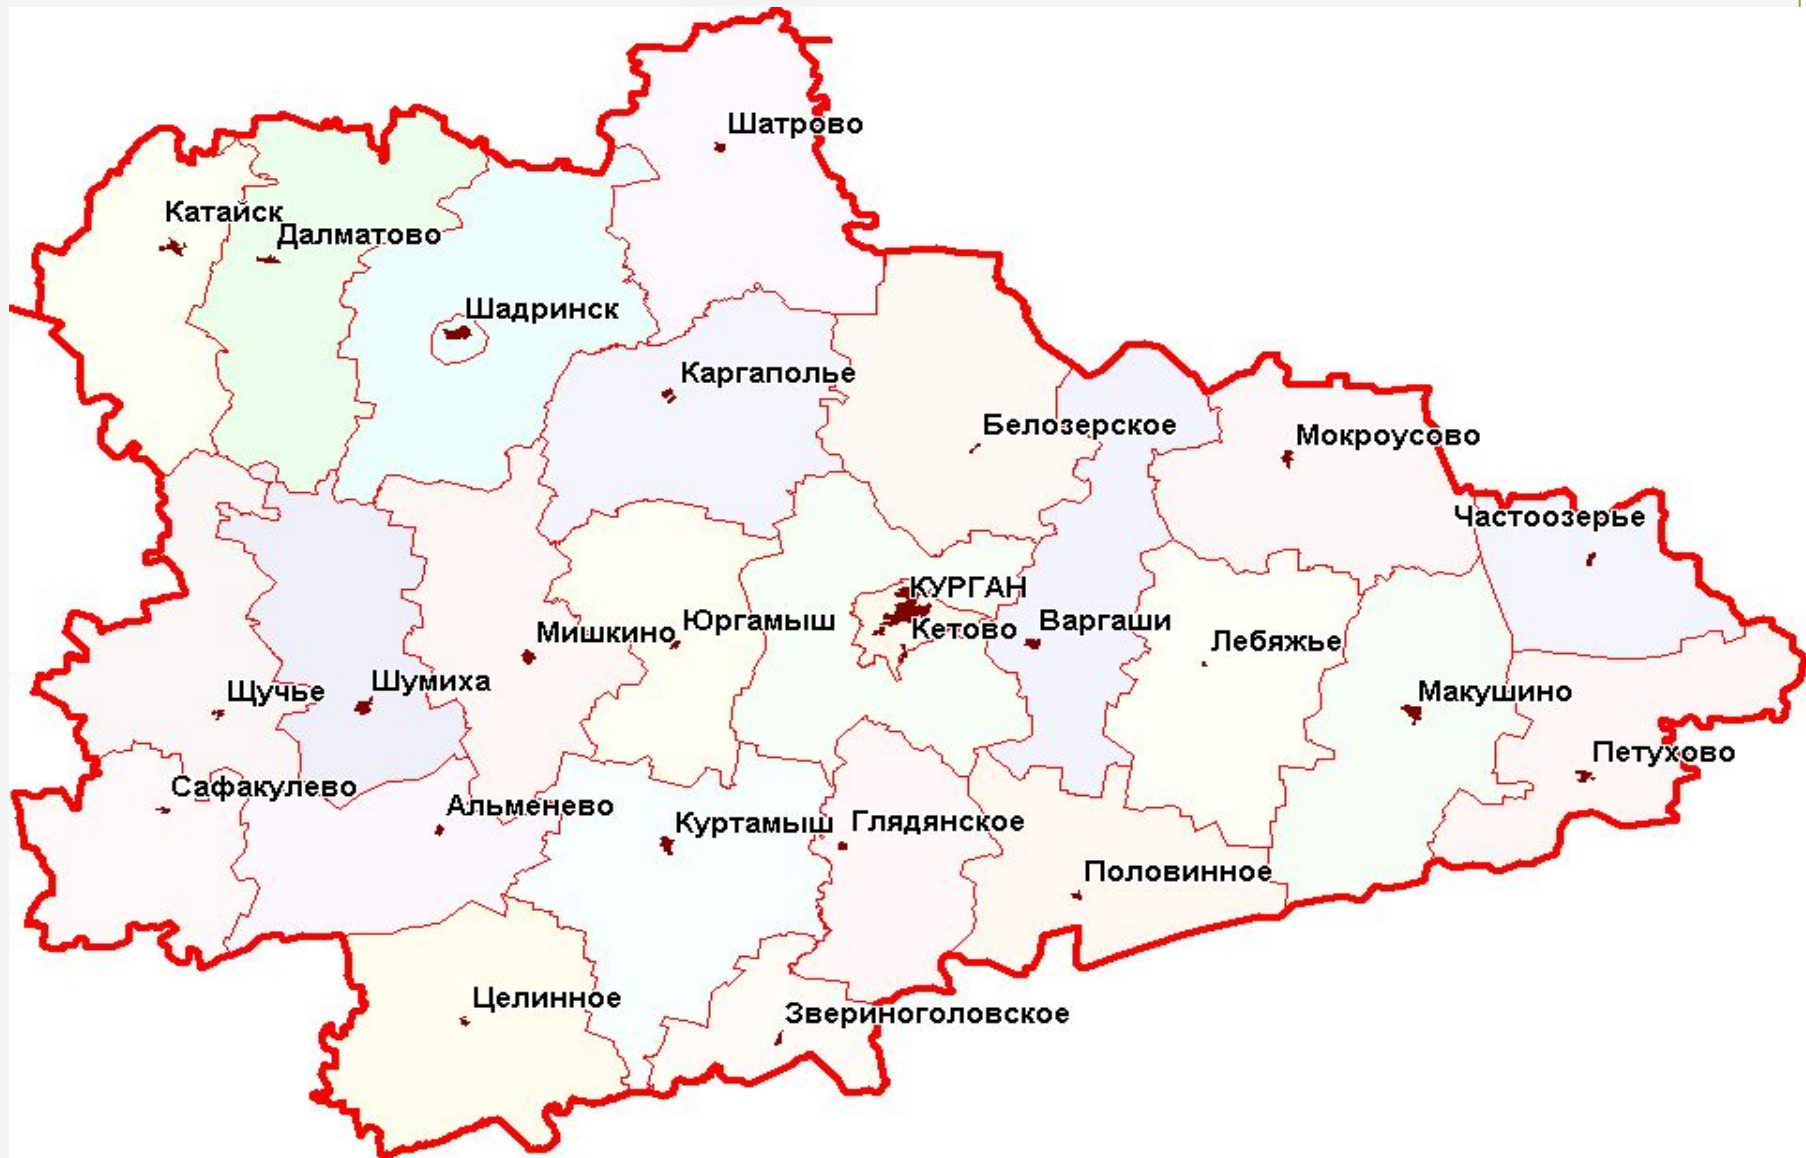 Шатрово
Катайск
Далматово
Шадринск
Каргаполье
Белозерское
Мокроусово
Частоозерье
КУРГАН
Кетово
Варгаши
Юргамыш
Мишкино
Лебяжье
Щучье
Шумиха
Макушино
Петухово
Сафакулево
Альменево
Куртамыш
Глядянское
Половинное
Целинное
Звериноголовское